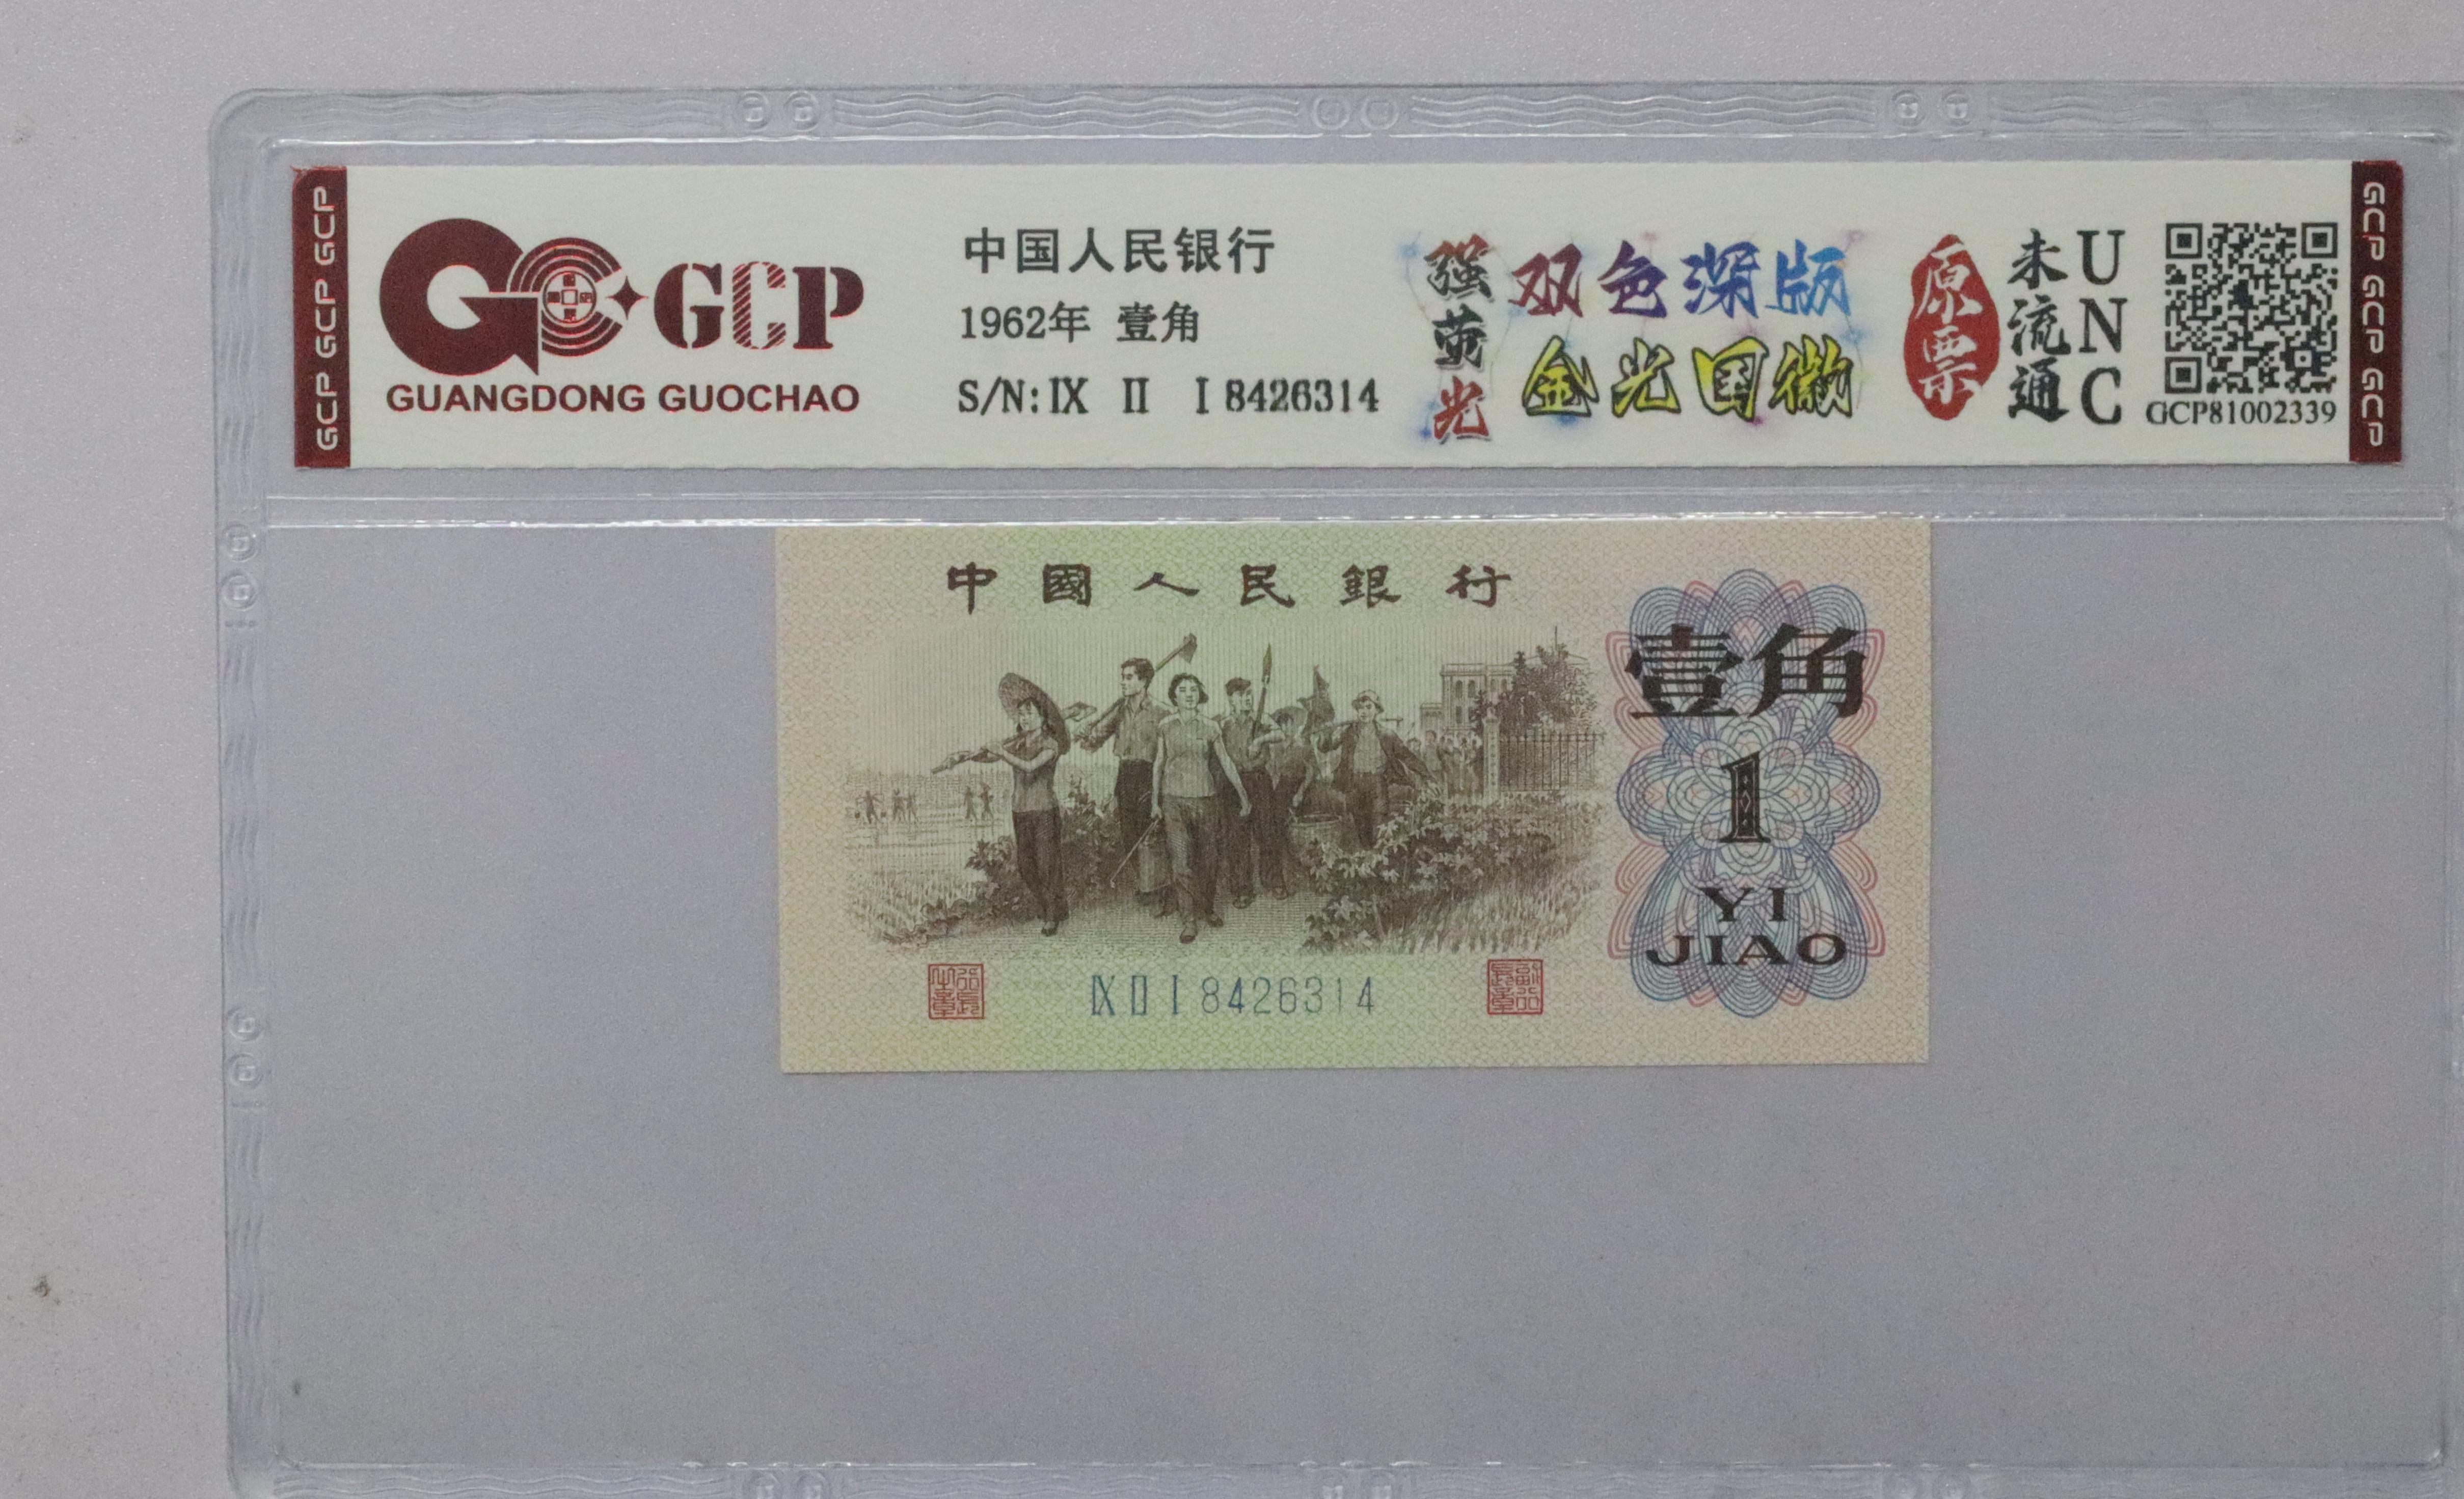 GCP GCP GCP
GCP
GUANGDONG GUOCHAO
中国人民银行
1962年 壹角
S/N: IX II I 8426314
强荧光
双色深版
金光国徽
原票
未流通
UNC
GCP81002339
GCP GCP GCP
中國人民銀行
壹角
1
YI
JIAO
IX II I 8426314